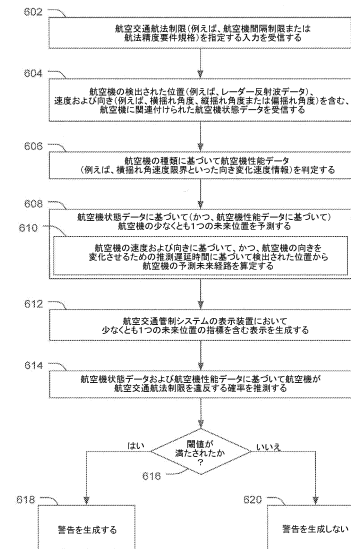 602
航空交通航法制限(例えば、航空機間隔制限または
航法精度要件規格)を指定する入力を受信する
604
航空機の検出された位置(例えば、レーダー反射波データ)、
速度および向き(例えば、横揺れ角度、縦揺れ角度または偏揺れ角度)を含む、
航空機に関連付けられた航空機状態データを受信する
606
航空機の種類に基づいて航空機性能データ
(例えば、横揺れ角速度限界といった向き変化速度情報)を判定する
608
航空機状態データに基づいて(かつ、航空機性能データに基づいて)
航空機の少なくとも1つの未来位置を予測する
610
航空機の速度および向きに基づいて、かつ、航空機の向きを
変化させるための推測遅延時間に基づいて検出された位置から
航空機の予測未来経路を算定する
612
航空交通管制システムの表示装置において
少なくとも1つの未来位置の指標を含む表示を生成する
614
航空機状態データおよび航空機性能データに基づいて航空機が
航空交通航法制限を違反する確率を推測する
はい
閾値が
満たされたか
?
いいえ
616
618
警告を生成する
620
警告を生成しない